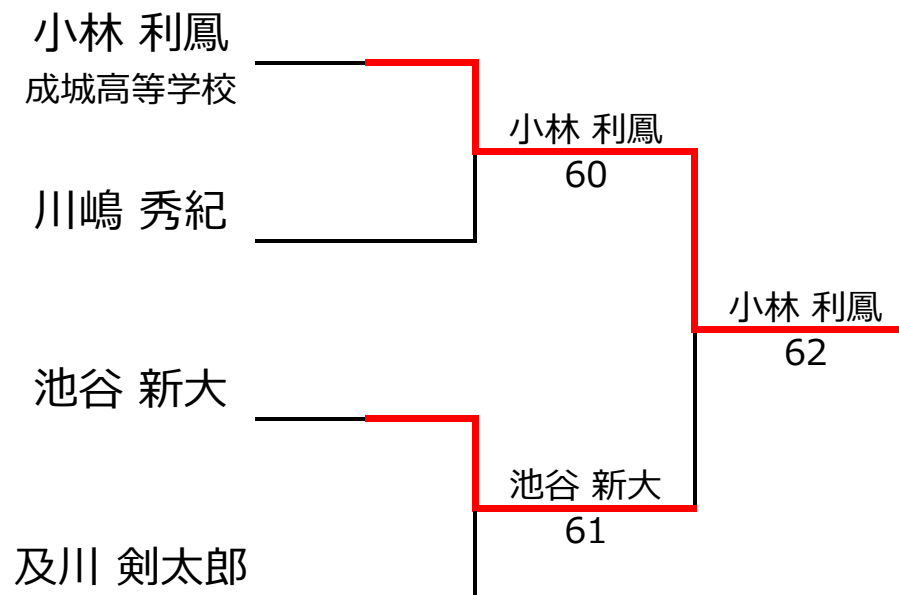 小林 利鳳
成城高等学校
小林 利鳳
60
川嶋 秀紀
小林 利鳳
62
池谷 新大
池谷 新大
61
及川 剣太郎